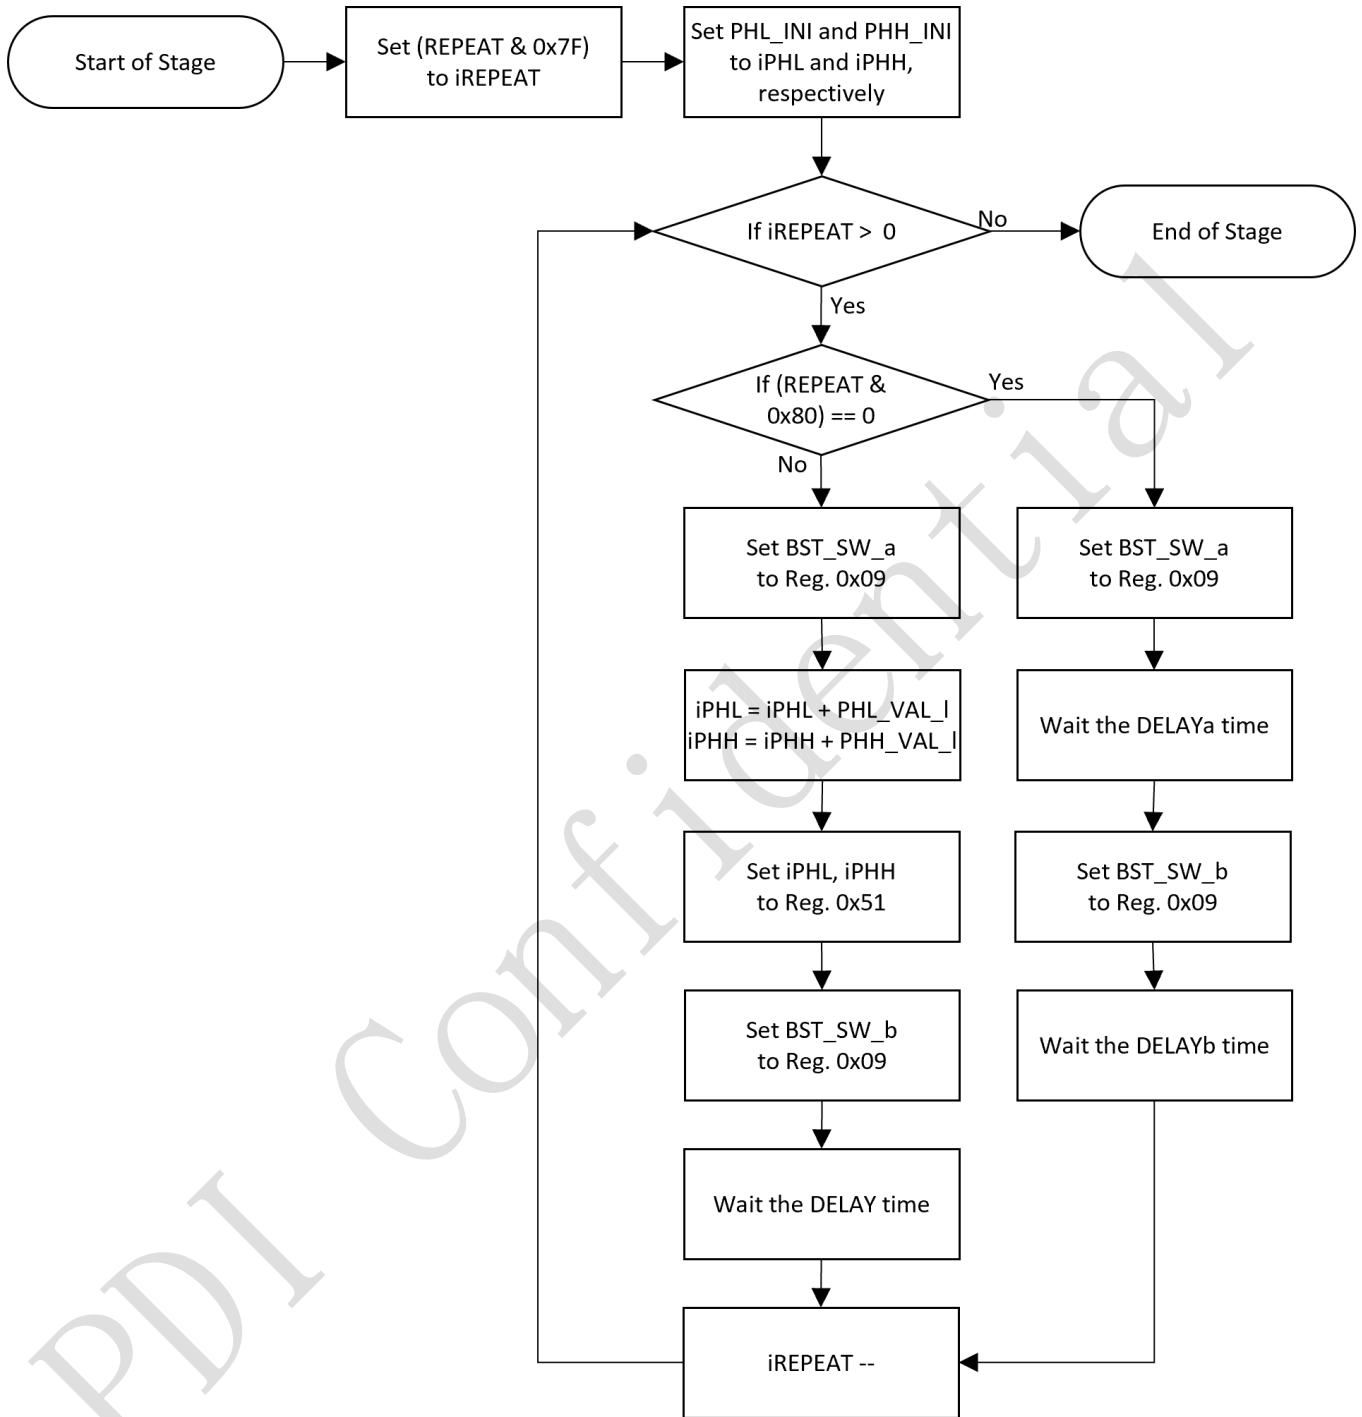 Start of Stage
Set (REPEAT & 0x7F)
to iREPEAT
Set PHL_INI and PHH_INI
to iPHL and iPHH,
respectively
If iREPEAT > 0
No
End of Stage
Yes
If (REPEAT &
0x80) == 0
Yes
No
Set BST_SW_a
to Reg. 0x09
Set BST_SW_a
to Reg. 0x09
iPHL = iPHL + PHL_VAL_l
iPHH = iPHH + PHH_VAL_l
Wait the DELAYa time
Set iPHL, iPHH
to Reg. 0x51
Set BST_SW_b
to Reg. 0x09
Set BST_SW_b
to Reg. 0x09
Wait the DELAYb time
Wait the DELAY time
iREPEAT --
PDI Confidential